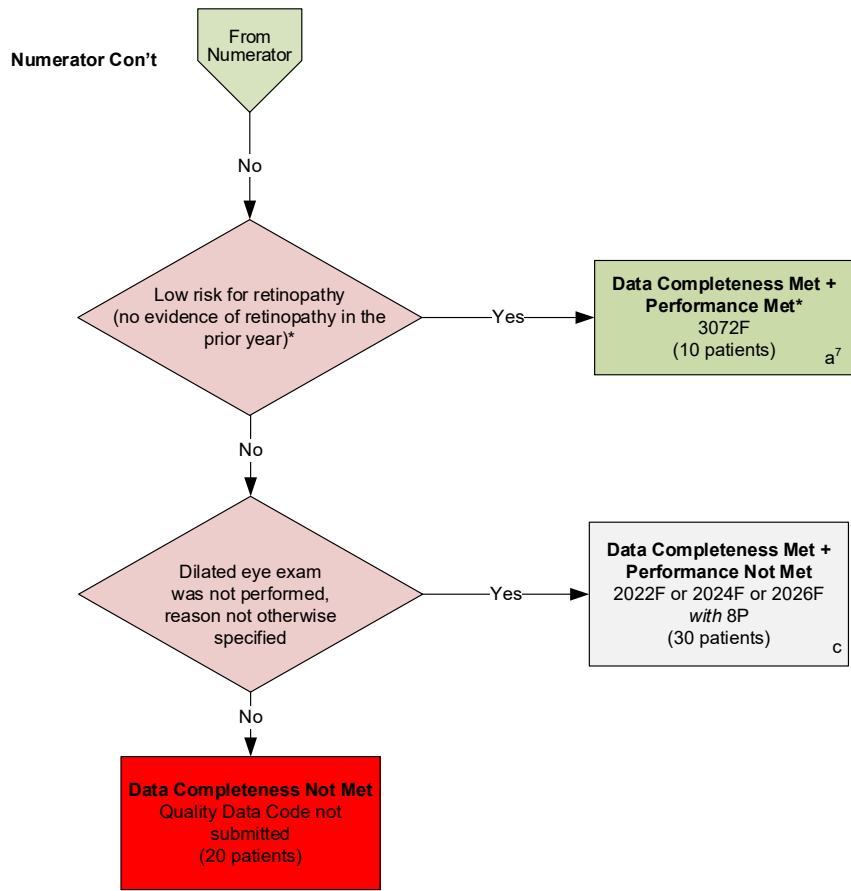 Numerator Con't
From
Numerator
No
Low risk for retinopathy
(no evidence of retinopathy in the
prior year)*
Yes
Data Completeness Met +
Performance Met*
3072F
(10 patients)
a⁷
No
Dilated eye exam
was not performed,
reason not otherwise
specified
Yes
Data Completeness Met +
Performance Not Met
2022F or 2024F or 2026F
with 8P
(30 patients)
c
No
Data Completeness Not Met
Quality Data Code not
submitted
(20 patients)